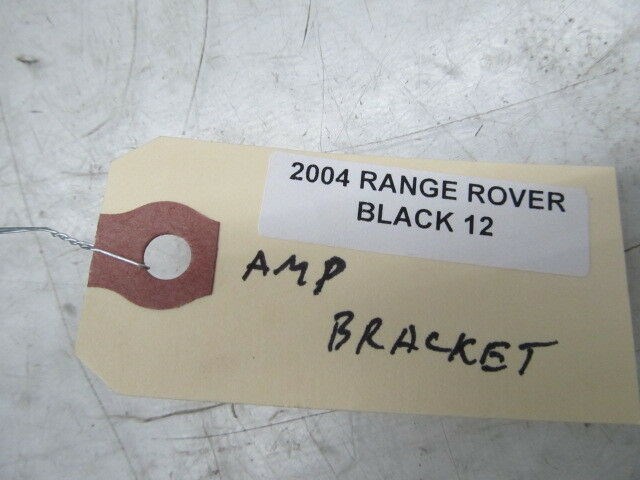 2004 RANGE ROVER
BLACK 12
AMP
BRACKET